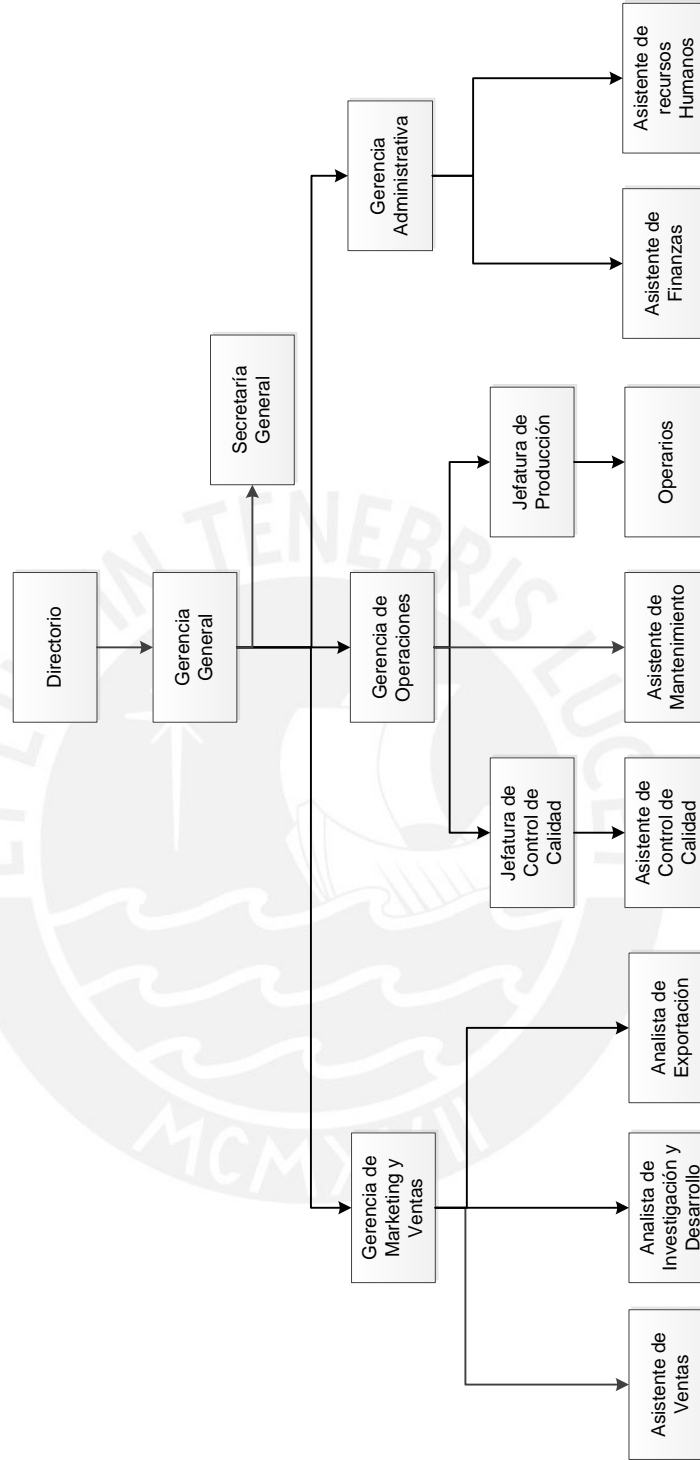 Directorio
Gerencia
General
Secretaría
General
Gerencia de
Marketing y
Ventas
Gerencia de
Operaciones
Gerencia
Administrativa
Jefatura de
Control de
Calidad
Jefatura de
Producción
Asistente de
Ventas
Analista de
Investigación y
Desarrollo
Analista de
Exportación
Asistente de
Control de
Calidad
Asistente de
Mantenimiento
Operarios
Asistente de
Finanzas
Asistente de
recursos
Humanos
IN TENEBRIS